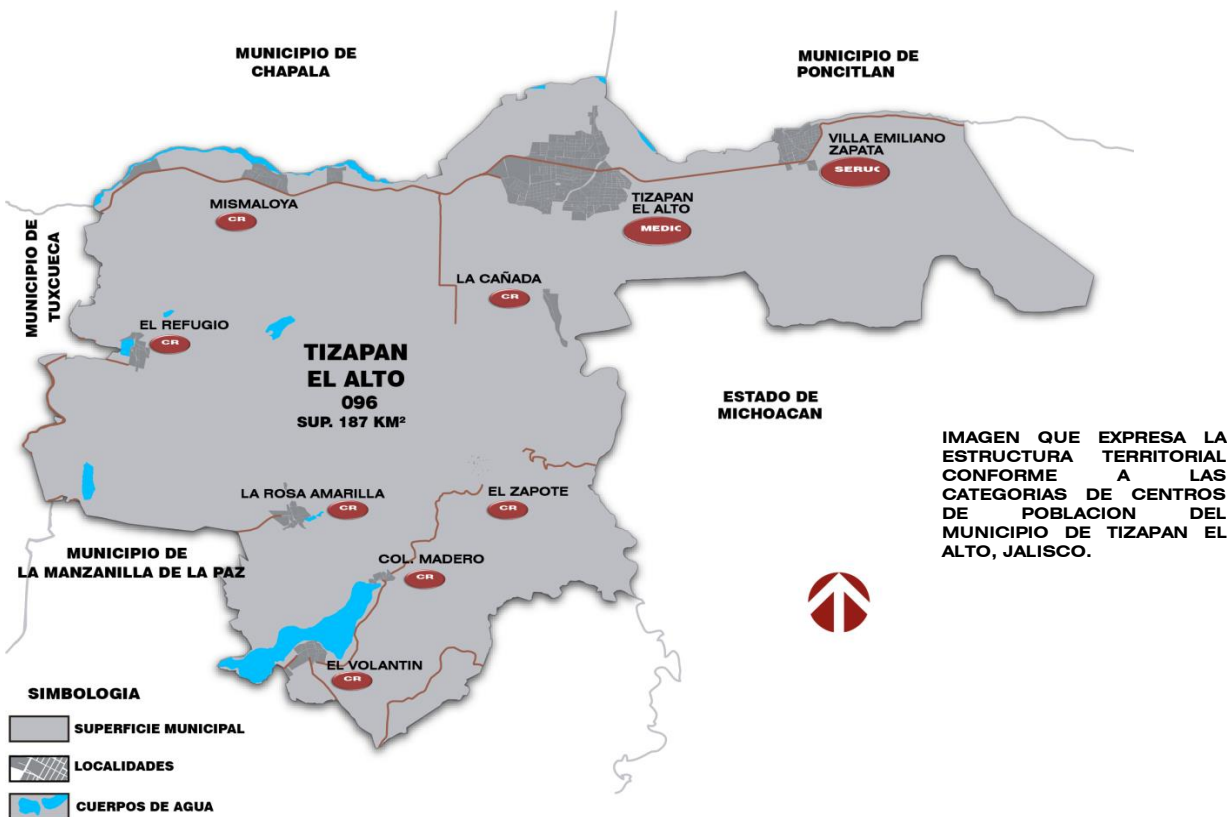 MUNICIPIO DE
CHAPALA
MUNICIPIO DE
PONCITLAN
VILLA EMILIANO
ZAPATA
SERUC
MISMALOYA
CR
TIZAPAN
EL ALTO
MEDIC
MUNICIPIO DE
TUXCUECA
LA CAÑADA
CR
EL REFUGIO
CR
TIZAPAN
EL ALTO
096
SUP. 187 KM²
ESTADO DE
MICHOACAN
IMAGEN QUE EXPRESA LA
ESTRUCTURA TERRITORIAL
CONFORME A LAS
CATEGORIAS DE CENTROS
DE POBLACION DEL
MUNICIPIO DE TIZAPAN EL
ALTO, JALISCO.
LA ROSA AMARILLA
CR
EL ZAPOTE
CR
MUNICIPIO DE
LA MANZANILLA DE LA PAZ
COL. MADERO
CR
EL VOLANTIN
CR
SIMBOLOGIA
SUPERFICIE MUNICIPAL
LOCALIDADES
CUERPOS DE AGUA